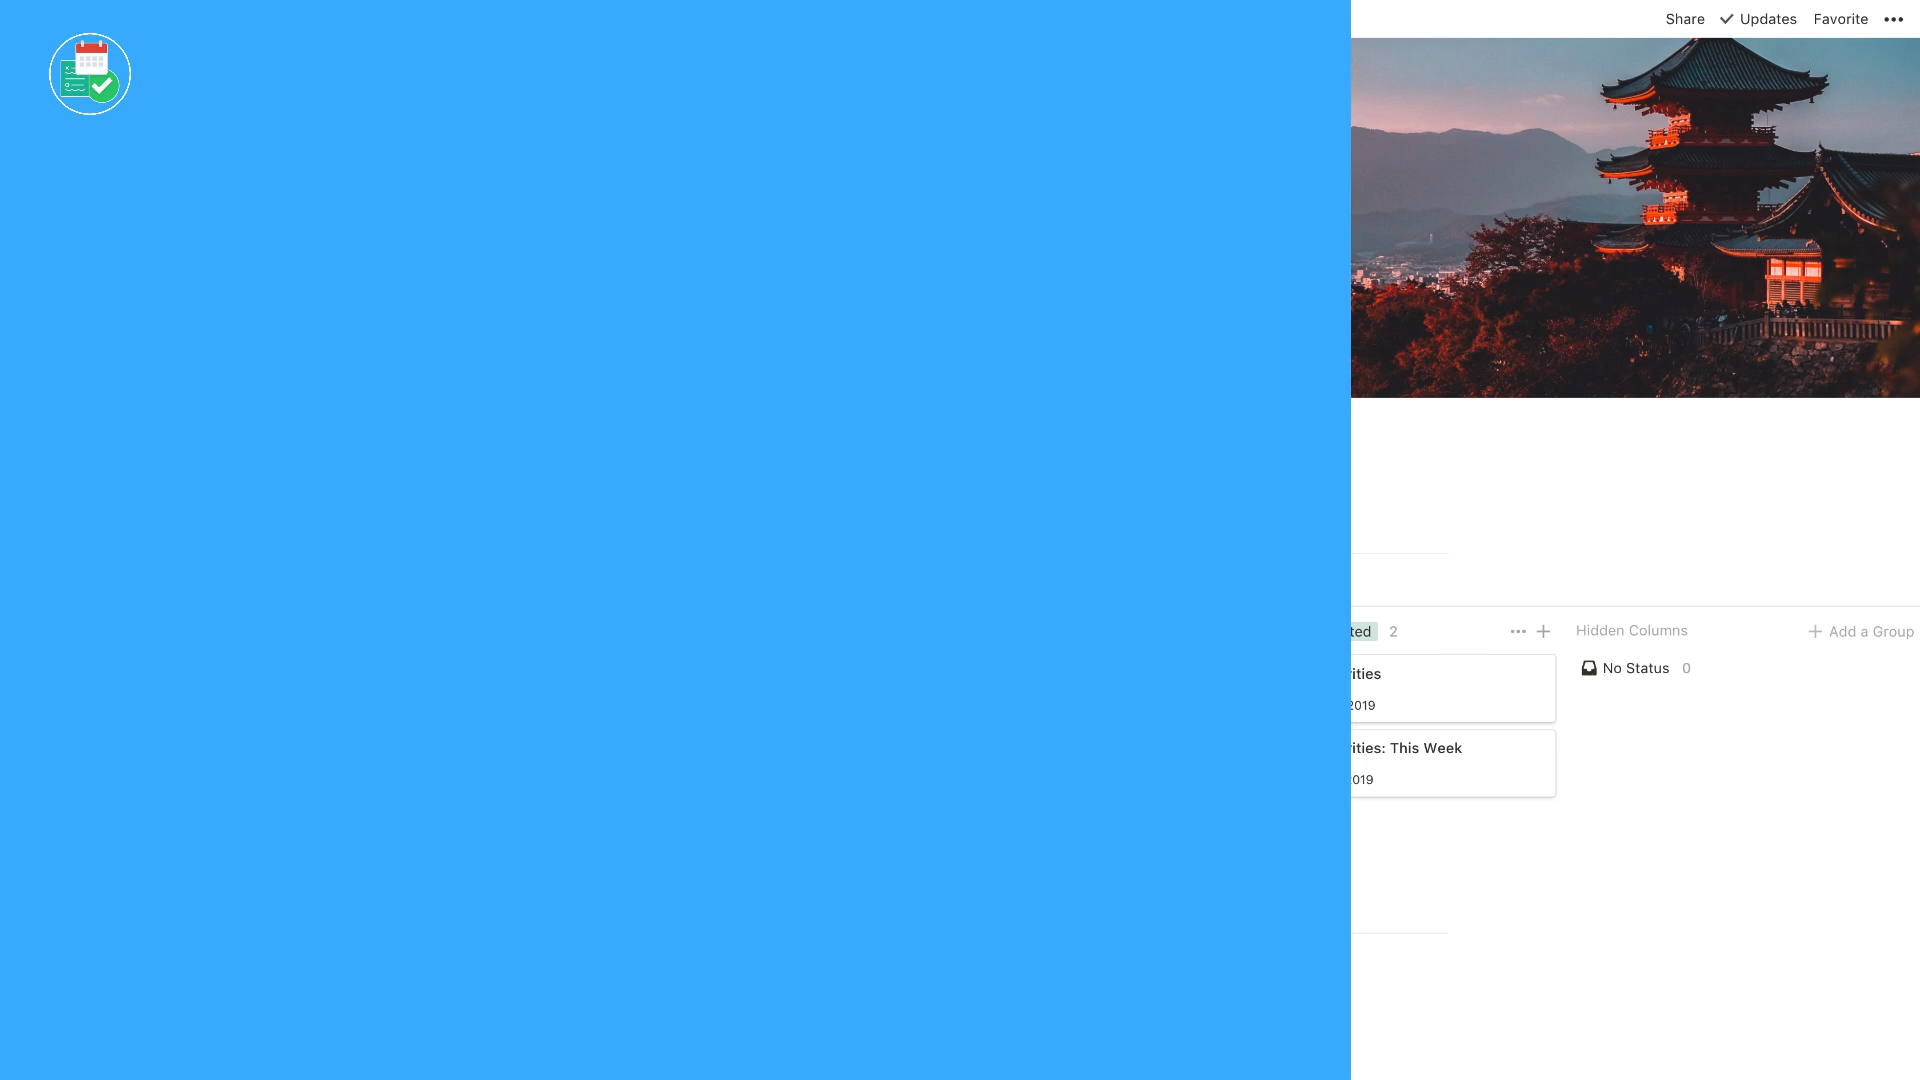 Share Updates Favorite
ted 2
Hidden Columns
Add a Group
No Status 0
ities
2019
ities: This Week
019